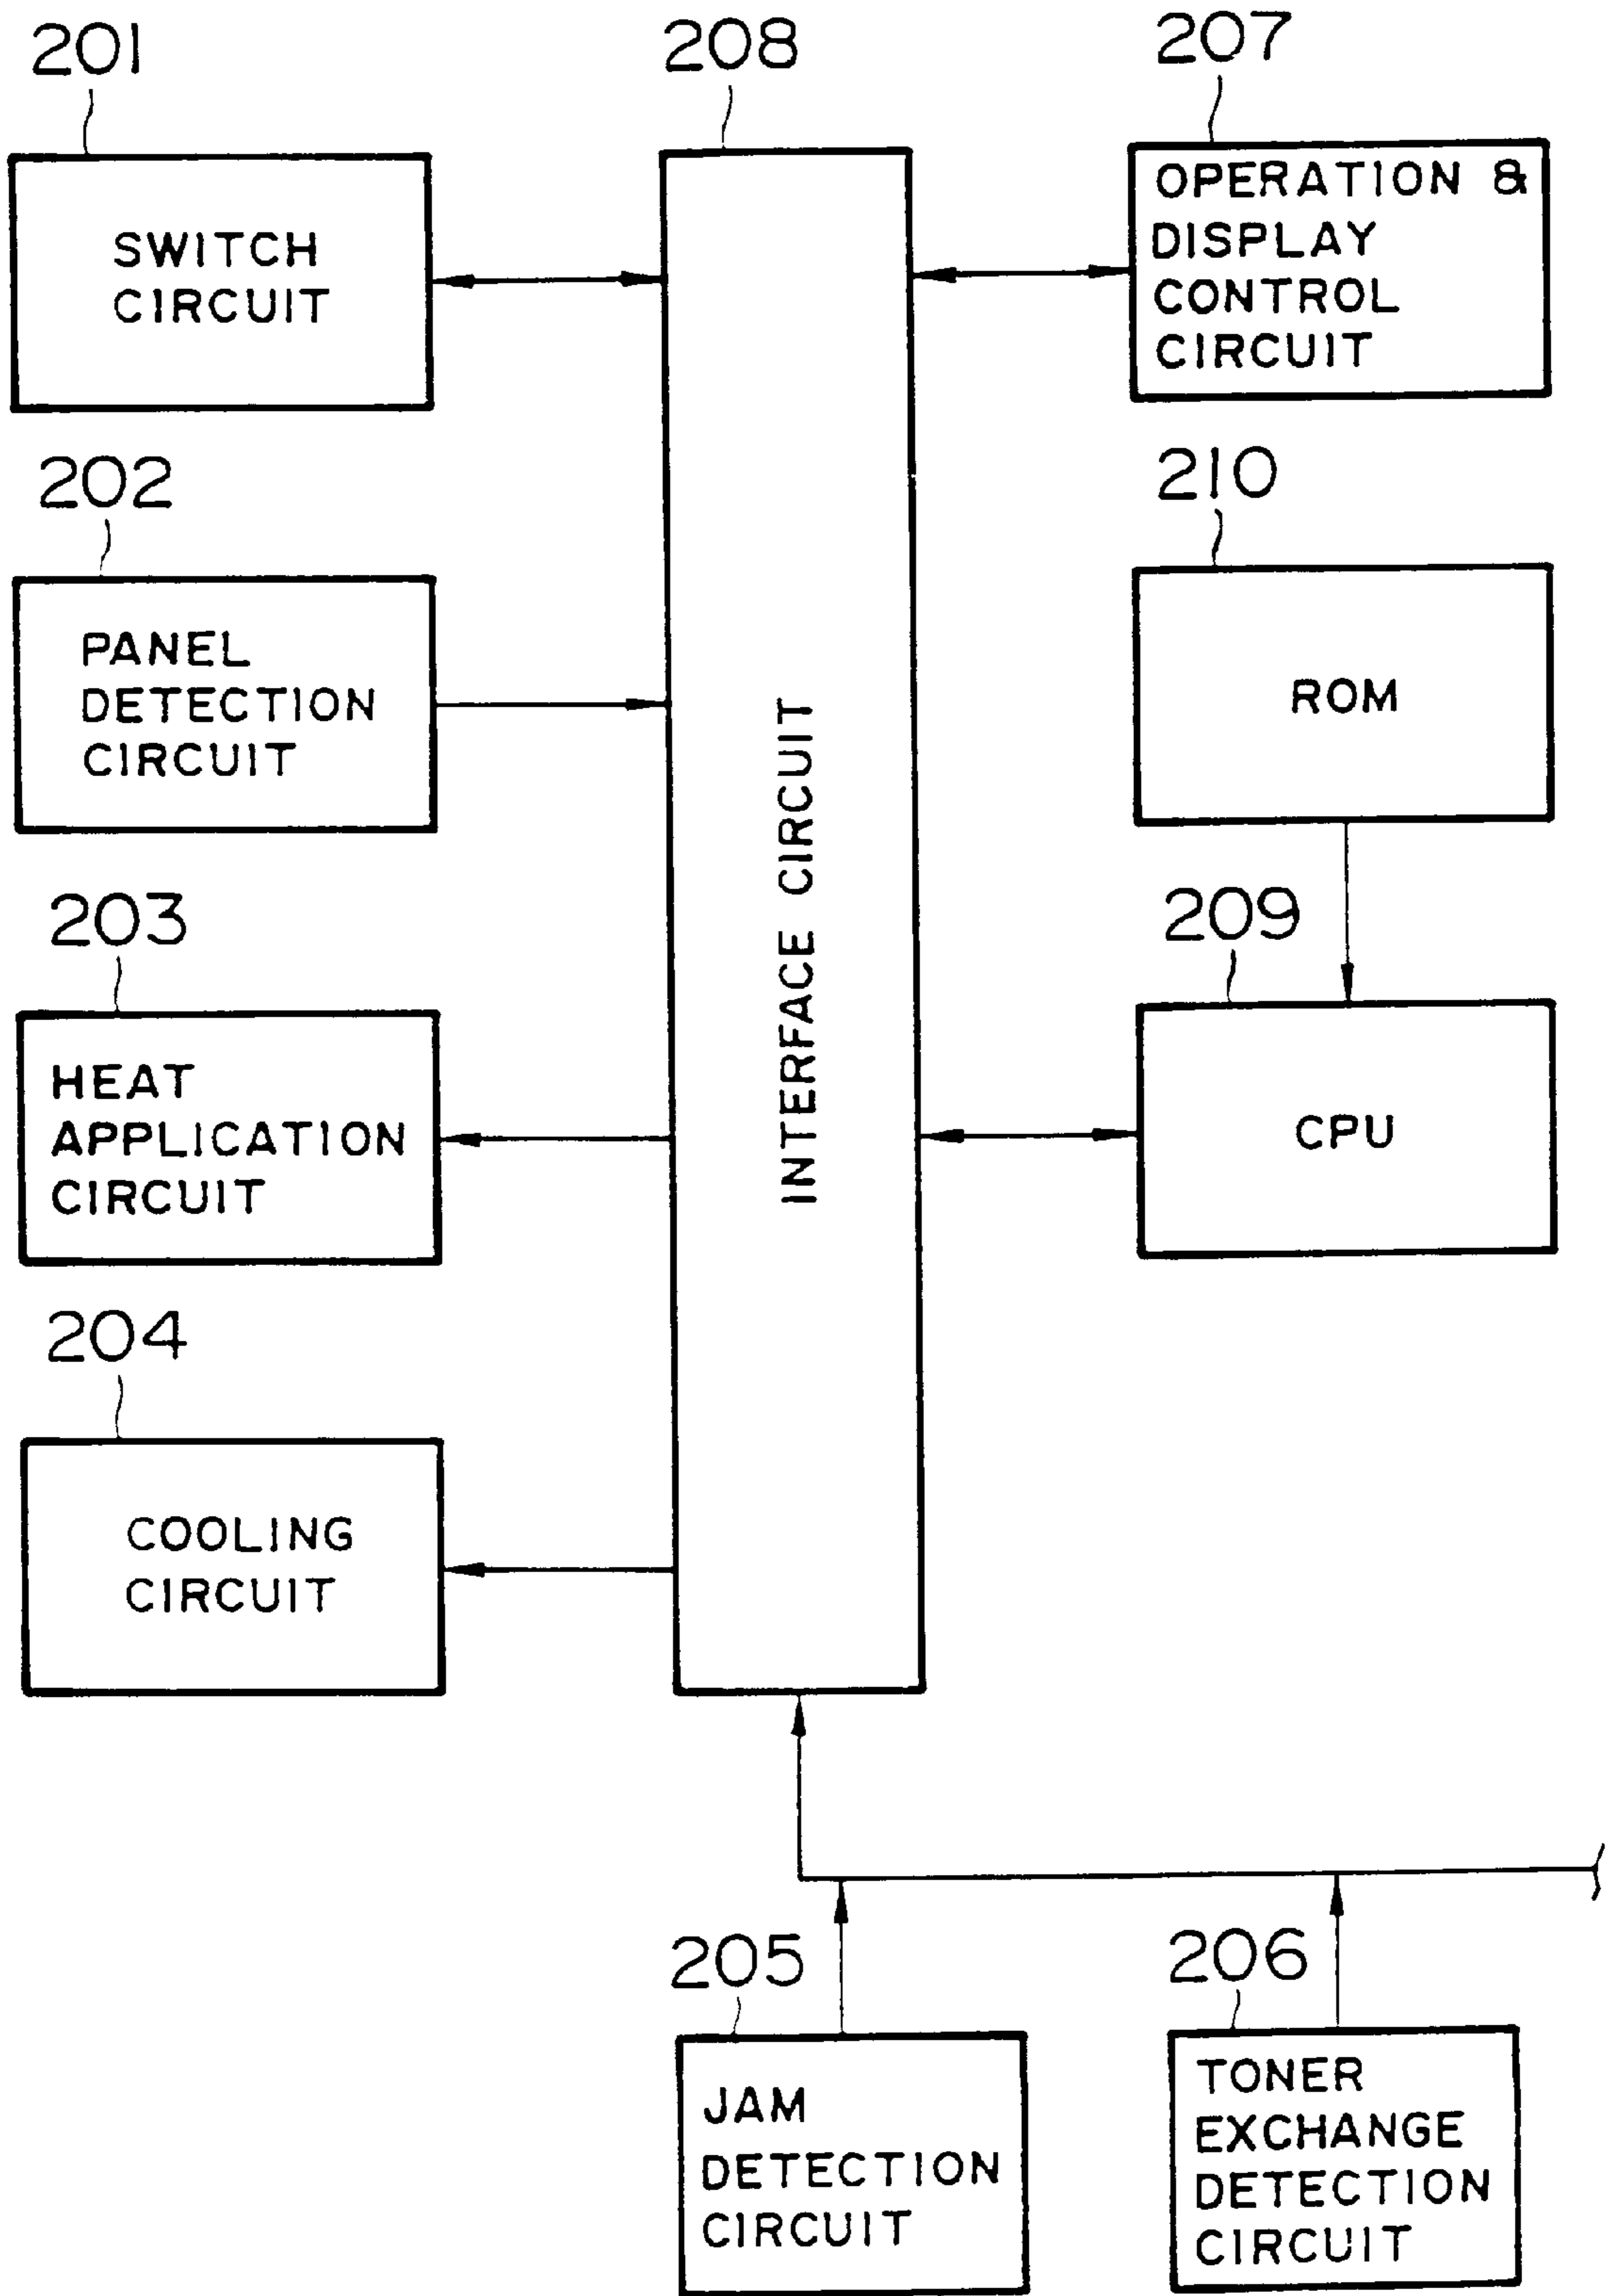 201
SWITCH
CIRCUIT
202
PANEL
DETECTION
CIRCUIT
203
HEAT
APPLICATION
CIRCUIT
204
COOLING
CIRCUIT
208
INTERFACE CIRCUIT
207
OPERATION &
DISPLAY
CONTROL
CIRCUIT
210
ROM
209
CPU
205
JAM
DETECTION
CIRCUIT
206
TONER
EXCHANGE
DETECTION
CIRCUIT